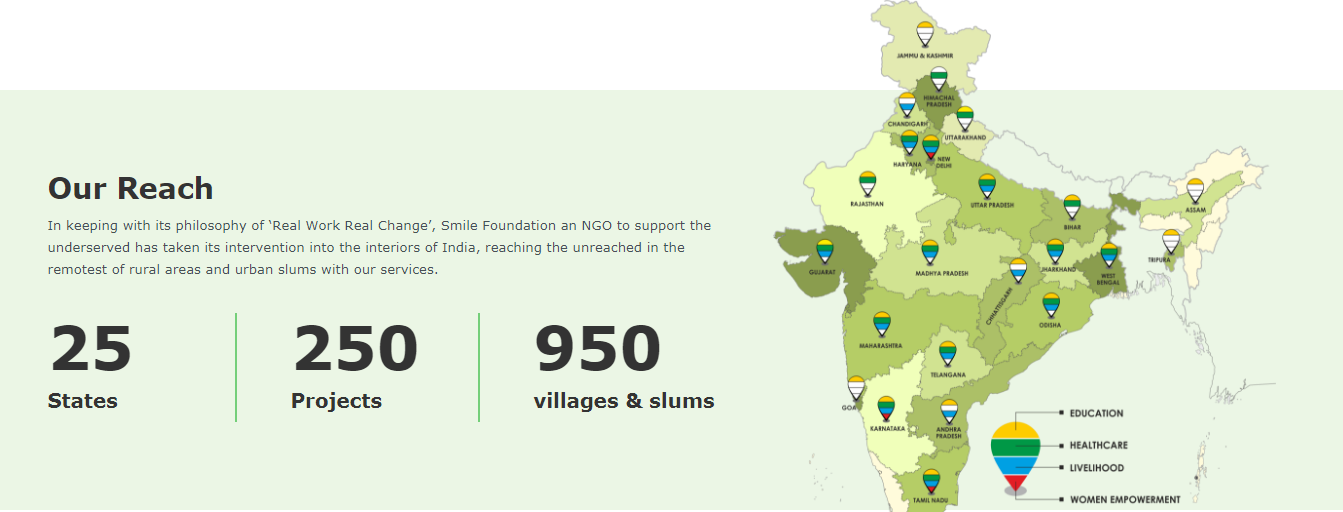 Our Reach
In keeping with its philosophy of ‘Real Work Real Change’, Smile Foundation an NGO to support the
underserved has taken its intervention into the interiors of India, reaching the unreached in the
remotest of rural areas and urban slums with our services.
25
States
250
Projects
950
villages & slums
JAMMU & KASHMIR
HIMACHAL
PRADESH
CHANDIGARH
UTTARAKHAND
HARYANA
NEW
DELHI
RAJASTHAN
UTTAR PRADESH
ASSAM
BIHAR
TRIPURA
GUJARAT
MADHYA PRADESH
JHARKHAND
WEST
BENGAL
CHHATTISGARH
ODISHA
MAHARASHTRA
TELANGANA
GOA
KARNATAKA
ANDHRA
PRADESH
TAMIL NADU
EDUCATION
HEALTHCARE
LIVELIHOOD
WOMEN EMPOWERMENT